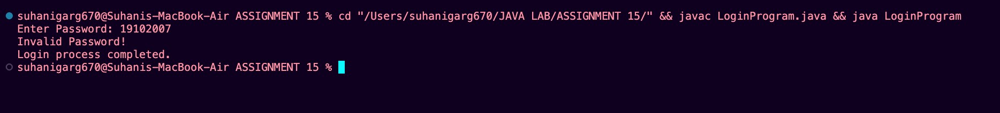 suhanigarg670@Suhanis-MacBook-Air ASSIGNMENT 15 % cd "/Users/suhanigarg670/JAVA LAB/ASSIGNMENT 15/" && javac LoginProgram.java && java LoginProgram
Enter Password: 19102007
Invalid Password!
Login process completed.
suhanigarg670@Suhanis-MacBook-Air ASSIGNMENT 15 %